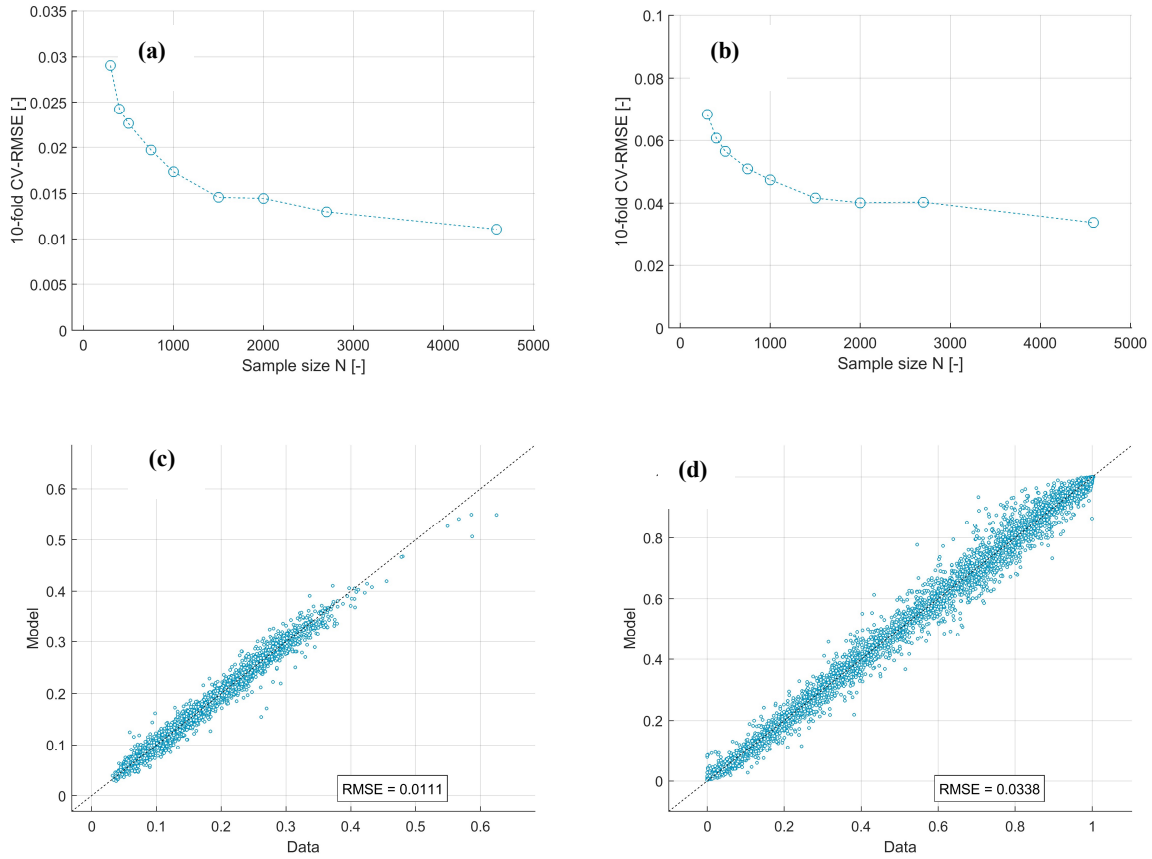 (a)
10-fold CV-RMSE [-]
0.035
0.03
0.025
0.02
0.015
0.01
0.005
0
0 1000 2000 3000 4000 5000
Sample size N [-]
(b)
10-fold CV-RMSE [-]
0.1
0.08
0.06
0.04
0.02
0
0 1000 2000 3000 4000 5000
Sample size N [-]
(c)
Model
0.6
0.5
0.4
0.3
0.2
0.1
0
RMSE = 0.0111
0 0.1 0.2 0.3 0.4 0.5 0.6
Data
(d)
Model
0.8
0.6
0.4
0.2
0
RMSE = 0.0338
0 0.2 0.4 0.6 0.8 1
Data